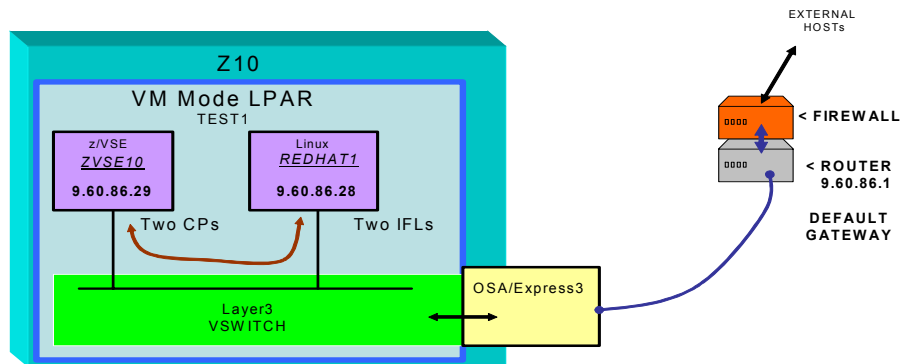 EXTERNAL
HOSTs
Z10
VM Mode LPAR
TEST1
z/VSE
ZVSE10
9.60.86.29
Linux
REDHAT1
9.60.86.28
Two CPs
Two IFLs
Layer3
VSWITCH
OSA/Express3
< FIREWALL
< ROUTER
9.60.86.1
DEFAULT
GATEWAY